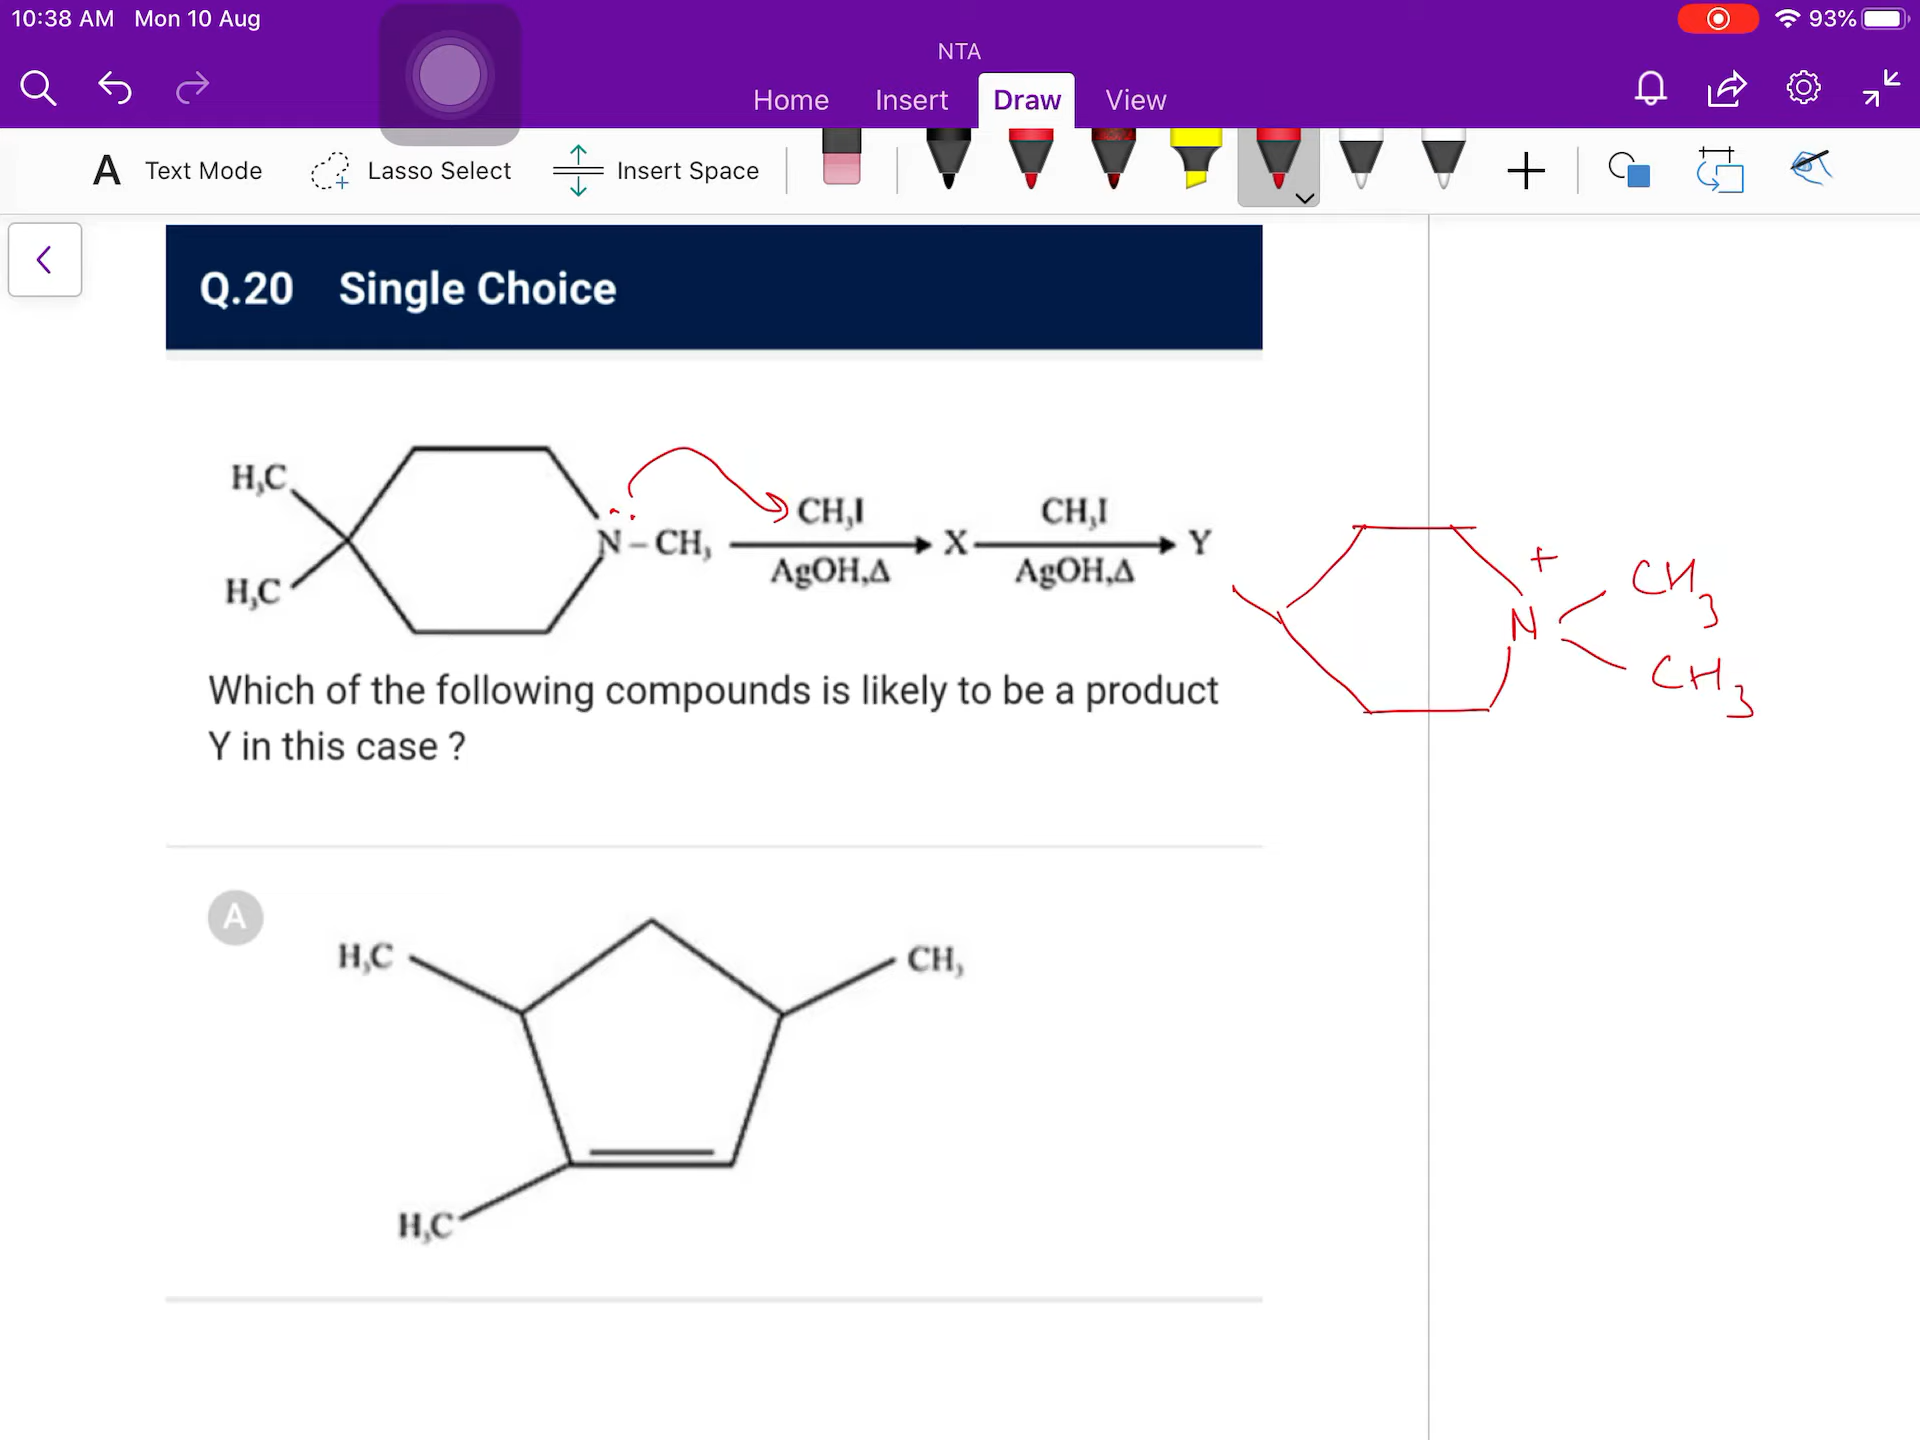 10:38 AM Mon 10 Aug
93%
NTA
Home Insert Draw View
A Text Mode Lasso Select Insert Space
Q.20 Single Choice
H₃C
H₃C
N – CH₃
CH₃I
AgOH,Δ
X
CH₃I
AgOH,Δ
Y
+
N
CH₃
CH₃
Which of the following compounds is likely to be a product
Y in this case ?
A
H₃C
CH₃
H₃C